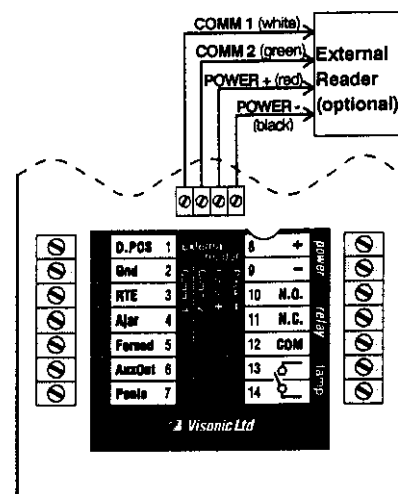 COMM 1 (white)
COMM 2 (green)
POWER + (red)
POWER -
(black)
External
Reader
(optional)
D.POS 1
Gnd 2
RTE 3
Ajar 4
Forced 5
AuxOut 6
Panic 7
External
8 +
9 −
10 N.O.
11 N.C.
12 COM
13
14
power
relay
lamp
Visonic Ltd